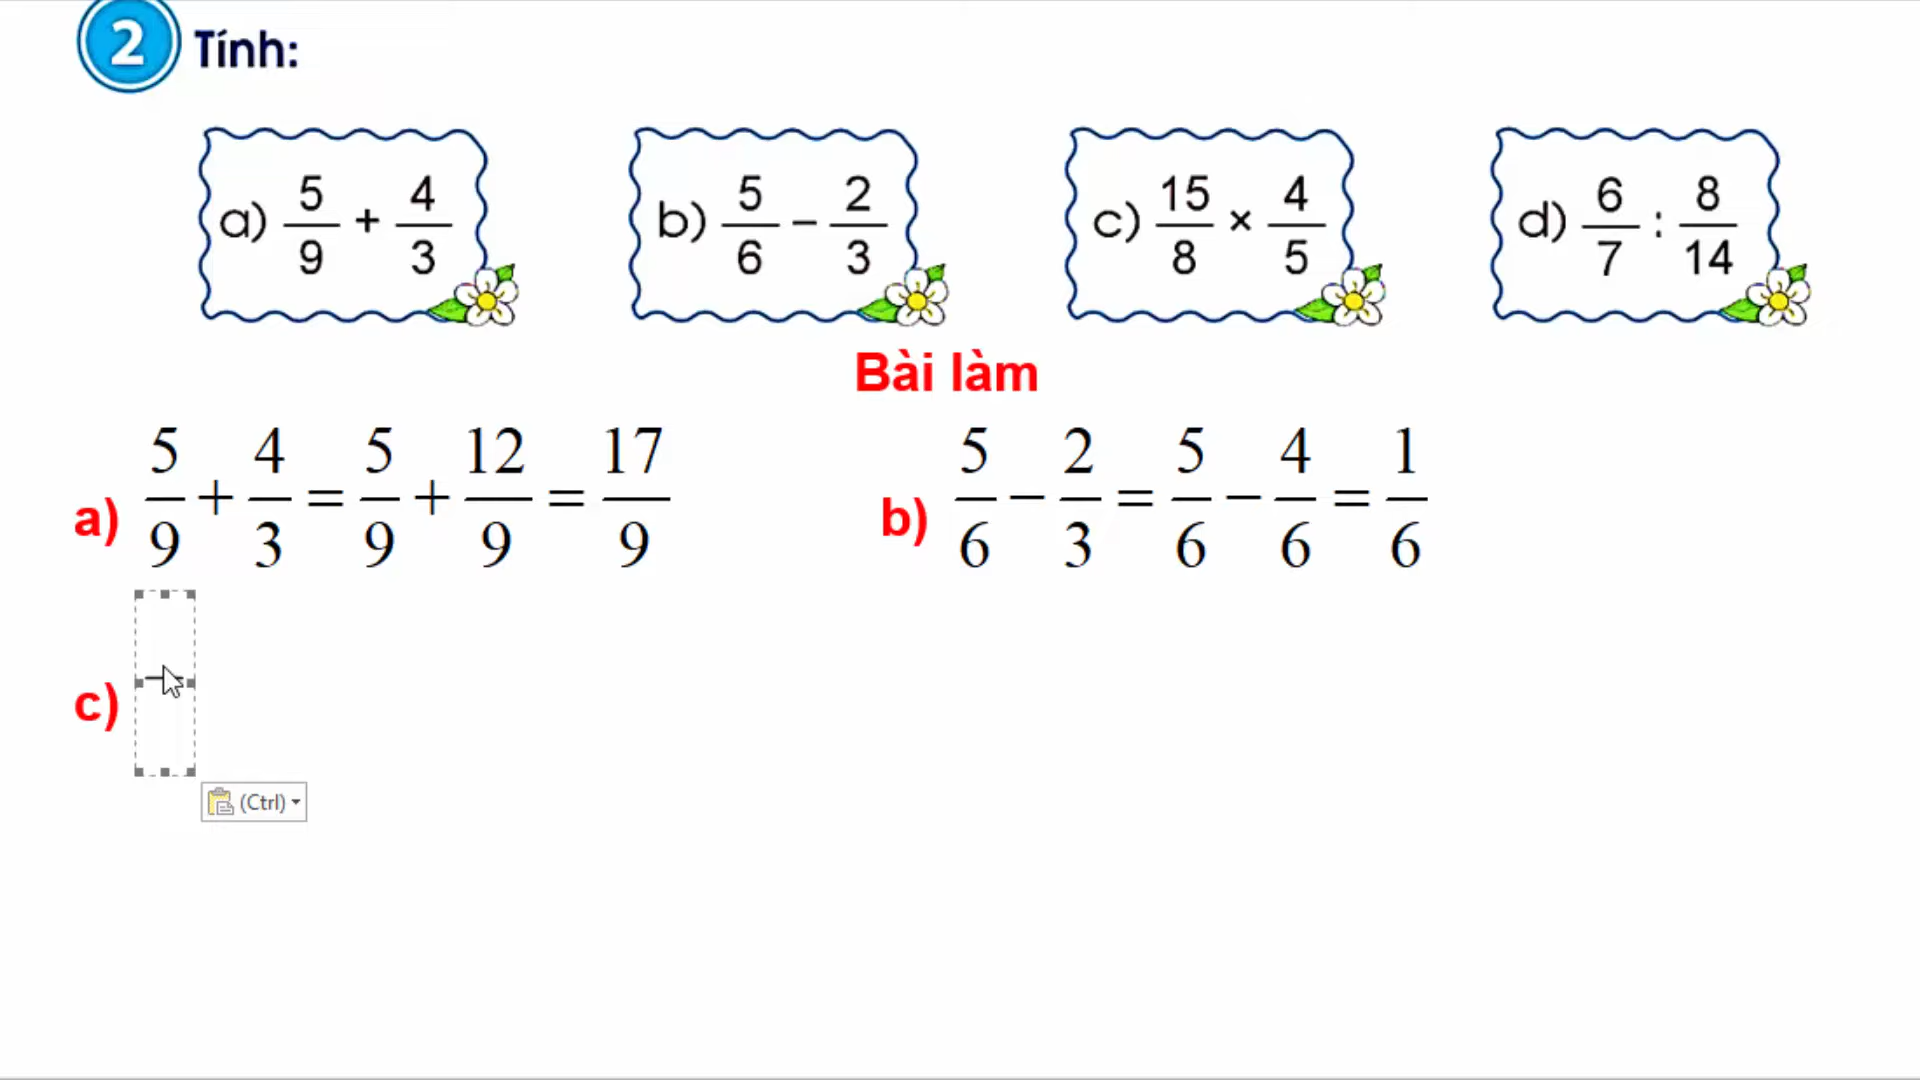 2 Tính:
a) 5/9 + 4/3 b) 5/6 − 2/3 c) 15/8 × 4/5 d) 6/7 : 8/14
Bài làm
a) 5/9 + 4/3 = 5/9 + 12/9 = 17/9 b) 5/6 − 2/3 = 5/6 − 4/6 = 1/6
c)
(Ctrl)